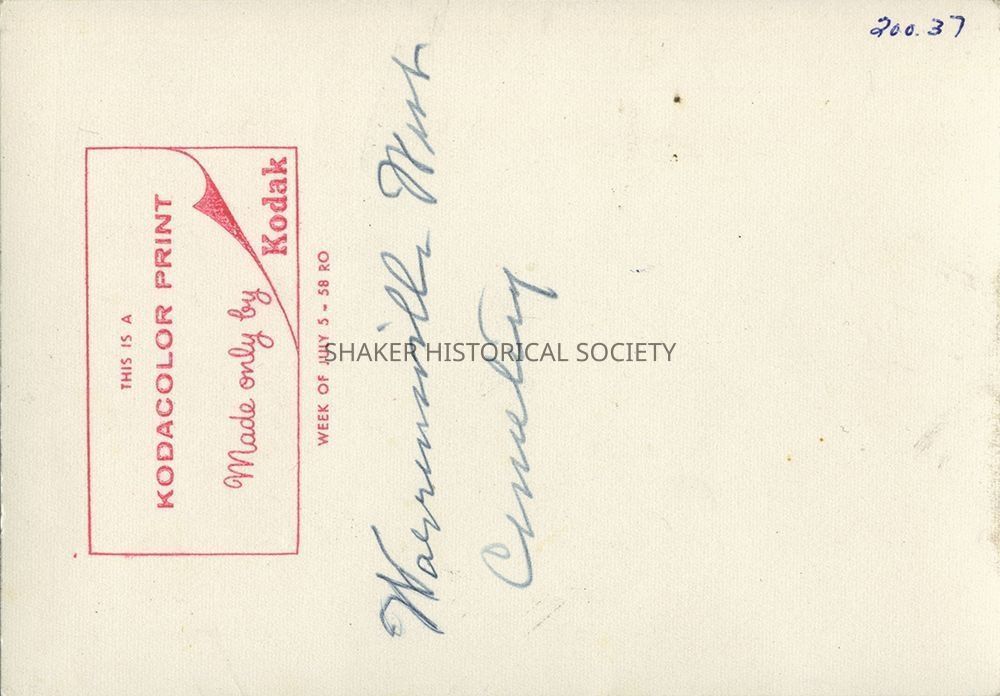 200.37
THIS IS A
KODACOLOR PRINT
Made only by
Kodak
WEEK OF JULY 5 - 58 RO
Warrensville West
Cemetery
SHAKER HISTORICAL SOCIETY